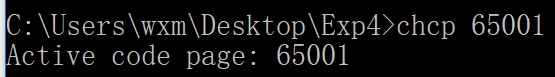 C:\Users\wxm\Desktop\Exp4>chcp 65001
Active code page: 65001